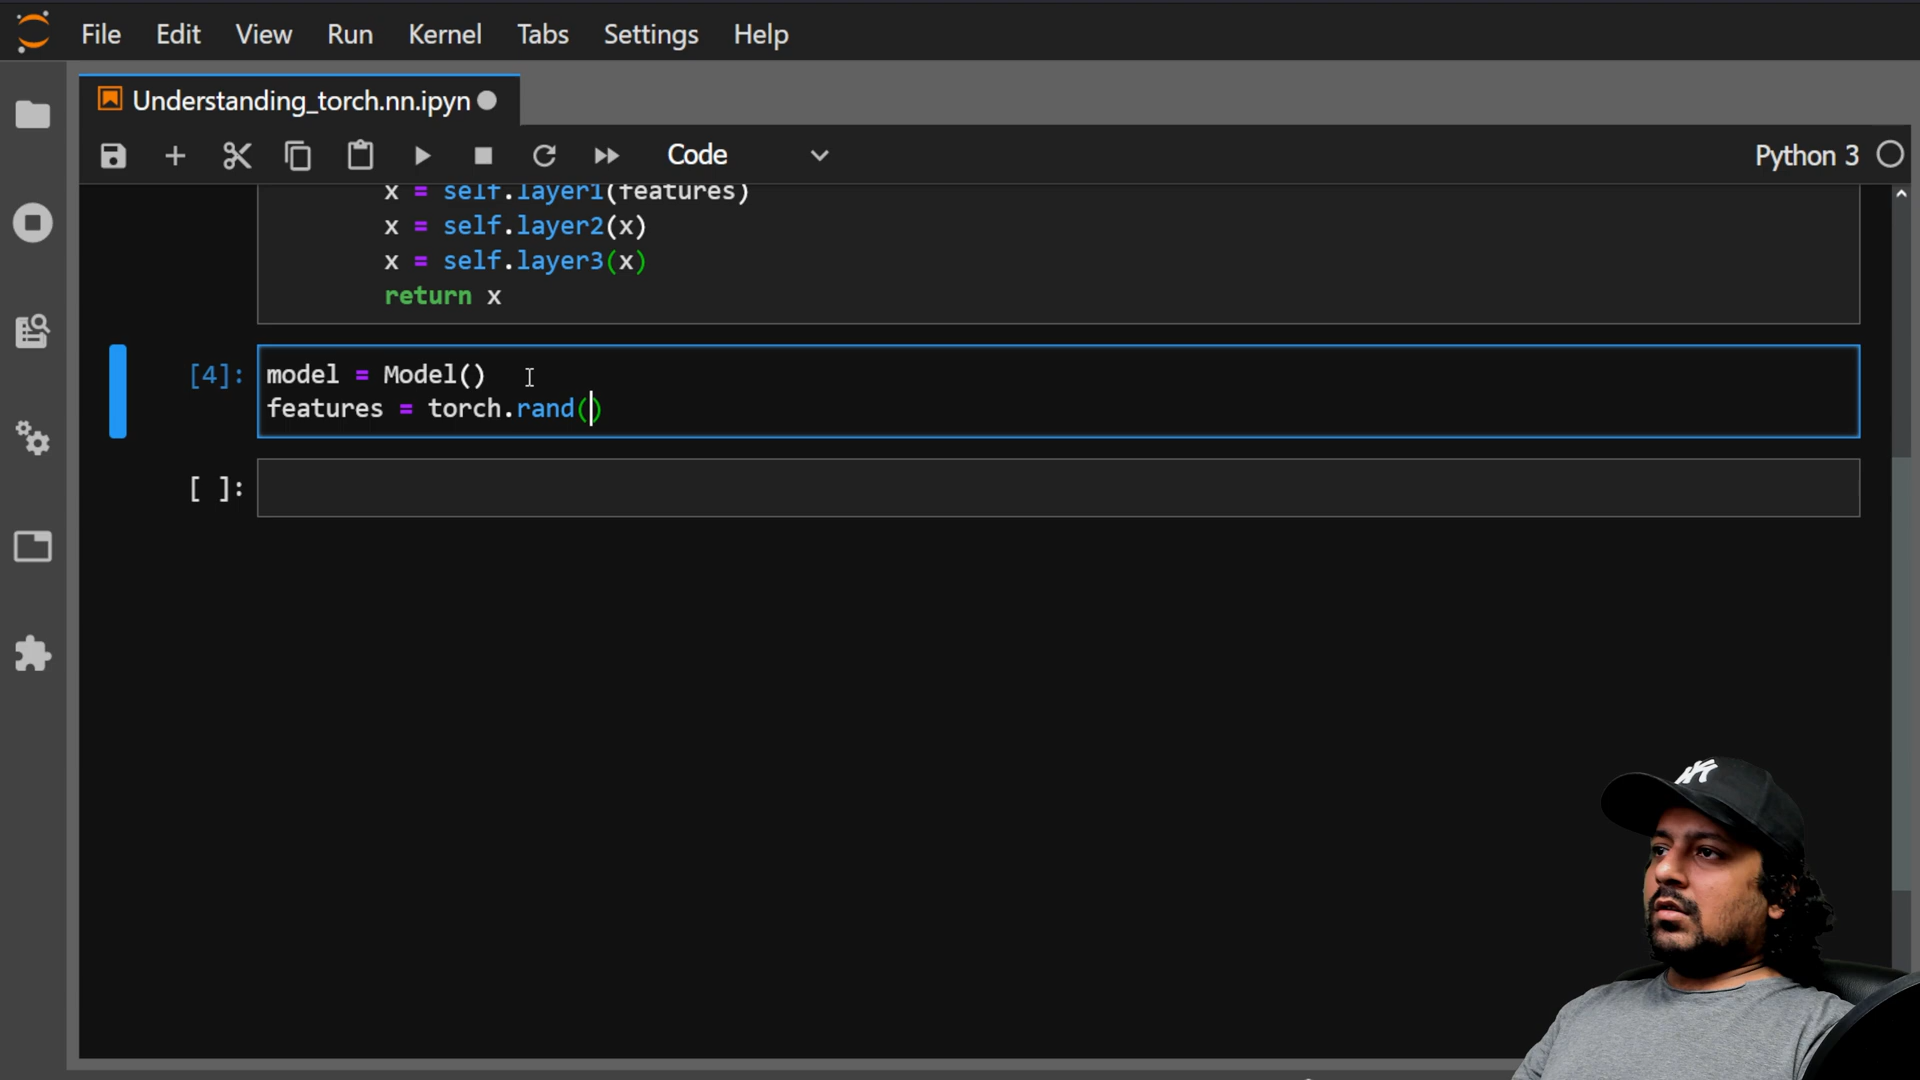 File Edit View Run Kernel Tabs Settings Help
Understanding_torch.nn.ipyn
Code
Python 3
x = self.layer1(features)
x = self.layer2(x)
x = self.layer3(x)
return x
[4]:
model = Model()
features = torch.rand()
[ ]: